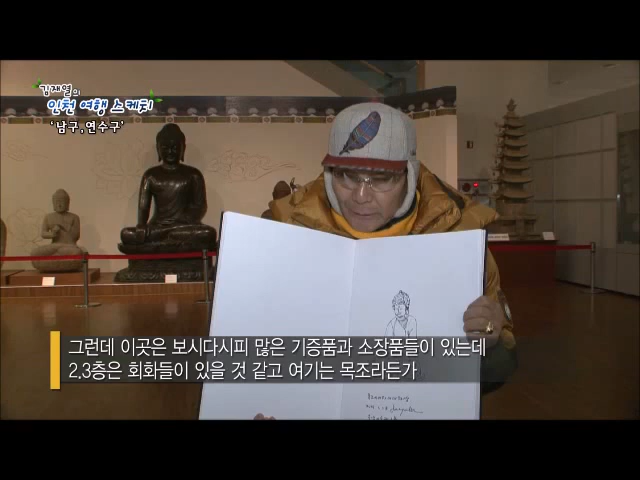 김재열의
인천 여행 스케치
'남구,연수구'
그런데 이곳은 보시다시피 많은 기증품과 소장품들이 있는데
2,3층은 회화들이 있을 것 같고 여기는 목조라든가